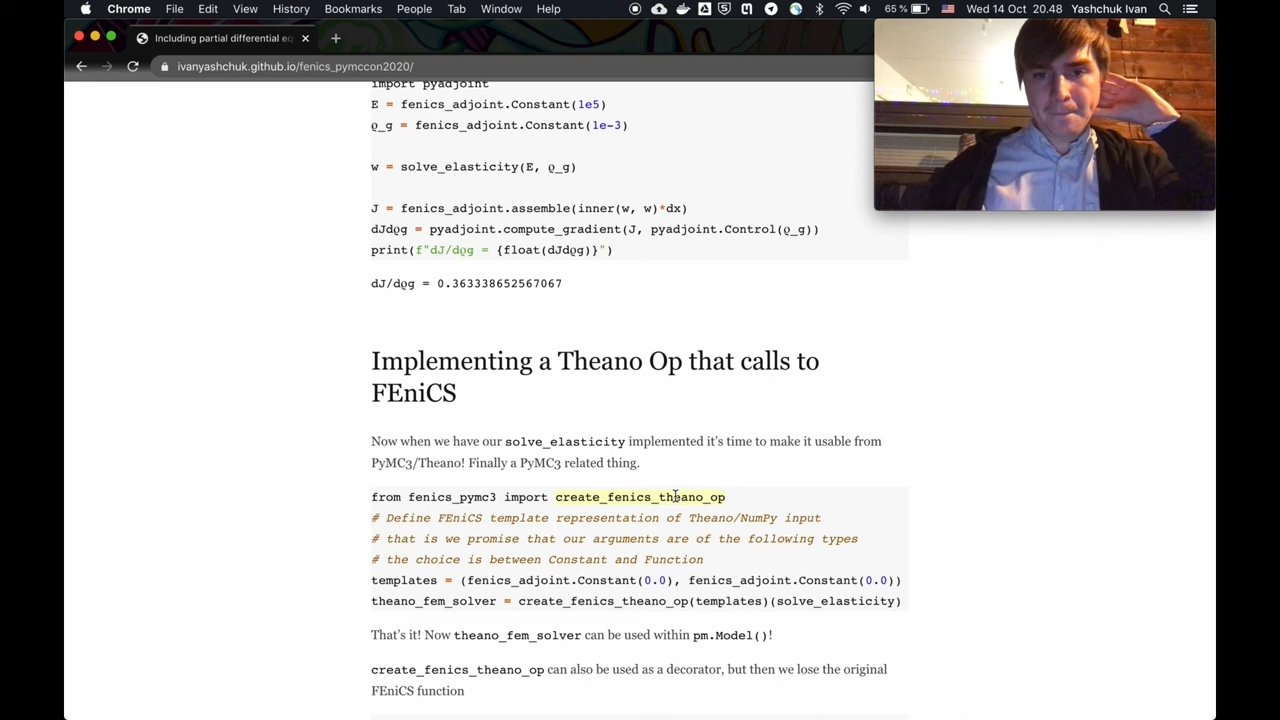 Chrome File Edit View History Bookmarks People Tab Window Help 65% Wed 14 Oct 20.48 Yashchuk Ivan
Including partial differential eq
ivanyashchuk.github.io/fenics_pymccon2020/
import pyadjoint
E = fenics_adjoint.Constant(1e5)
ϱ_g = fenics_adjoint.Constant(1e-3)
w = solve_elasticity(E, ϱ_g)
J = fenics_adjoint.assemble(inner(w, w)*dx)
dJdϱg = pyadjoint.compute_gradient(J, pyadjoint.Control(ϱ_g))
print(f"dJ/dϱg = {float(dJdϱg)}")
dJ/dϱg = 0.363338652567067
Implementing a Theano Op that calls to
FEniCS
Now when we have our solve_elasticity implemented it's time to make it usable from
PyMC3/Theano! Finally a PyMC3 related thing.
from fenics_pymc3 import create_fenics_theano_op
# Define FEniCS template representation of Theano/NumPy input
# that is we promise that our arguments are of the following types
# the choice is between Constant and Function
templates = (fenics_adjoint.Constant(0.0), fenics_adjoint.Constant(0.0))
theano_fem_solver = create_fenics_theano_op(templates)(solve_elasticity)
That's it! Now theano_fem_solver can be used within pm.Model()!
create_fenics_theano_op can also be used as a decorator, but then we lose the original
FEniCS function